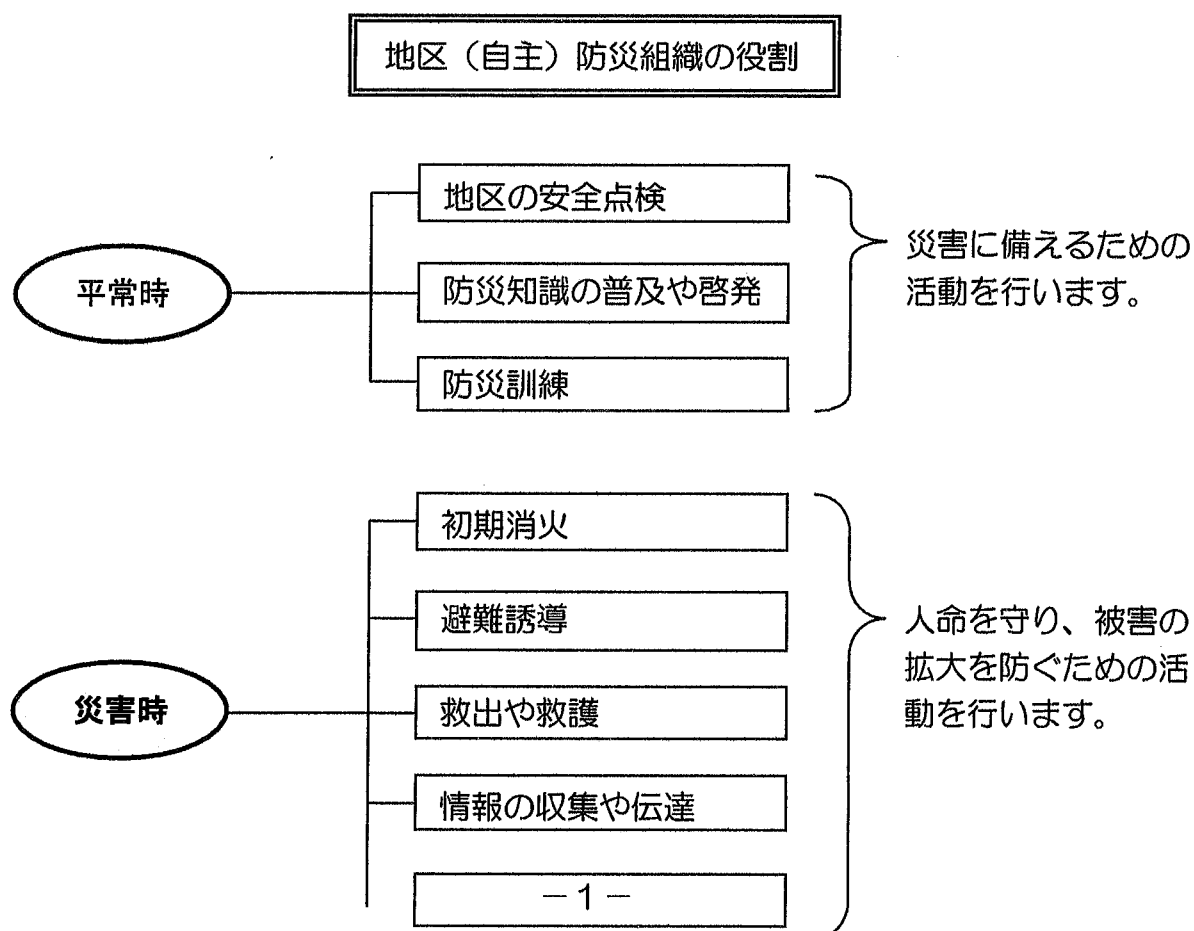 地区（自主）防災組織の役割
平常時
地区の安全点検
防災知識の普及や啓発
防災訓練
災害に備えるための
活動を行います。
災害時
初期消火
避難誘導
救出や救護
情報の収集や伝達
－1－
人命を守り、被害の
拡大を防ぐための活
動を行います。